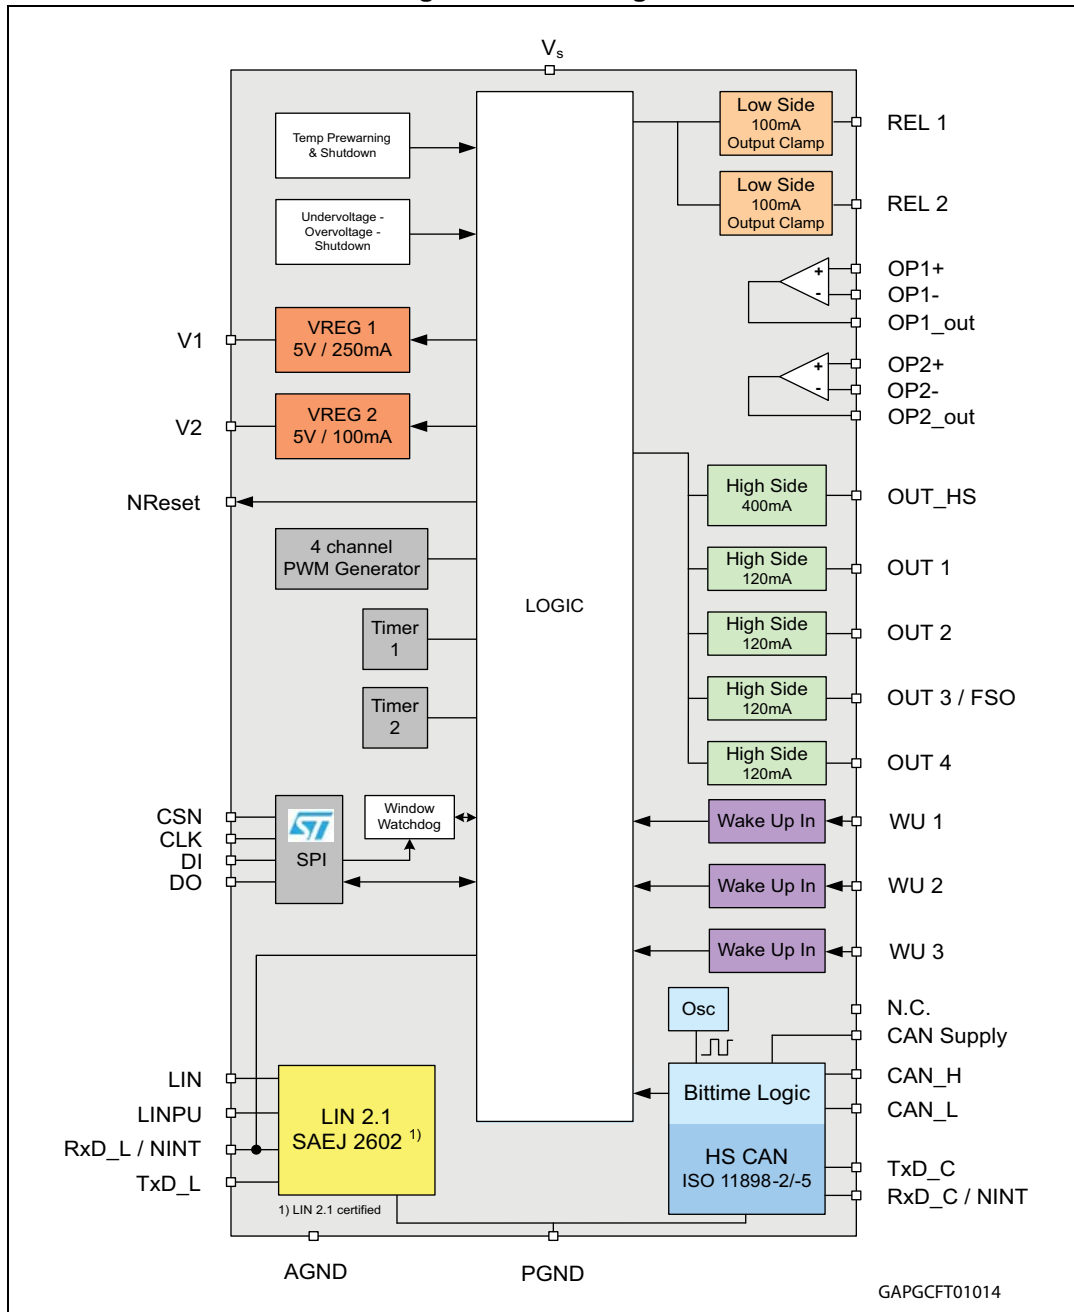 Vs
Temp Prewarning
& Shutdown
Undervoltage -
Overvoltage -
Shutdown
V1
VREG 1
5V / 250mA
V2
VREG 2
5V / 100mA
NReset
4 channel
PWM Generator
Timer
1
Timer
2
CSN
CLK
DI
DO
ST
SPI
Window
Watchdog
LOGIC
LIN
LINPU
RxD_L / NINT
TxD_L
LIN 2.1
SAEJ 2602 1)
1) LIN 2.1 certified
AGND
PGND
Low Side
100mA
Output Clamp
REL 1
Low Side
100mA
Output Clamp
REL 2
+
-
OP1+
OP1-
OP1_out
+
-
OP2+
OP2-
OP2_out
High Side
400mA
OUT_HS
High Side
120mA
OUT 1
High Side
120mA
OUT 2
High Side
120mA
OUT 3 / FSO
High Side
120mA
OUT 4
Wake Up In
WU 1
Wake Up In
WU 2
Wake Up In
WU 3
Osc
N.C.
CAN Supply
Bittime Logic
CAN_H
CAN_L
HS CAN
ISO 11898-2/-5
TxD_C
RxD_C / NINT
GAPGCFT01014